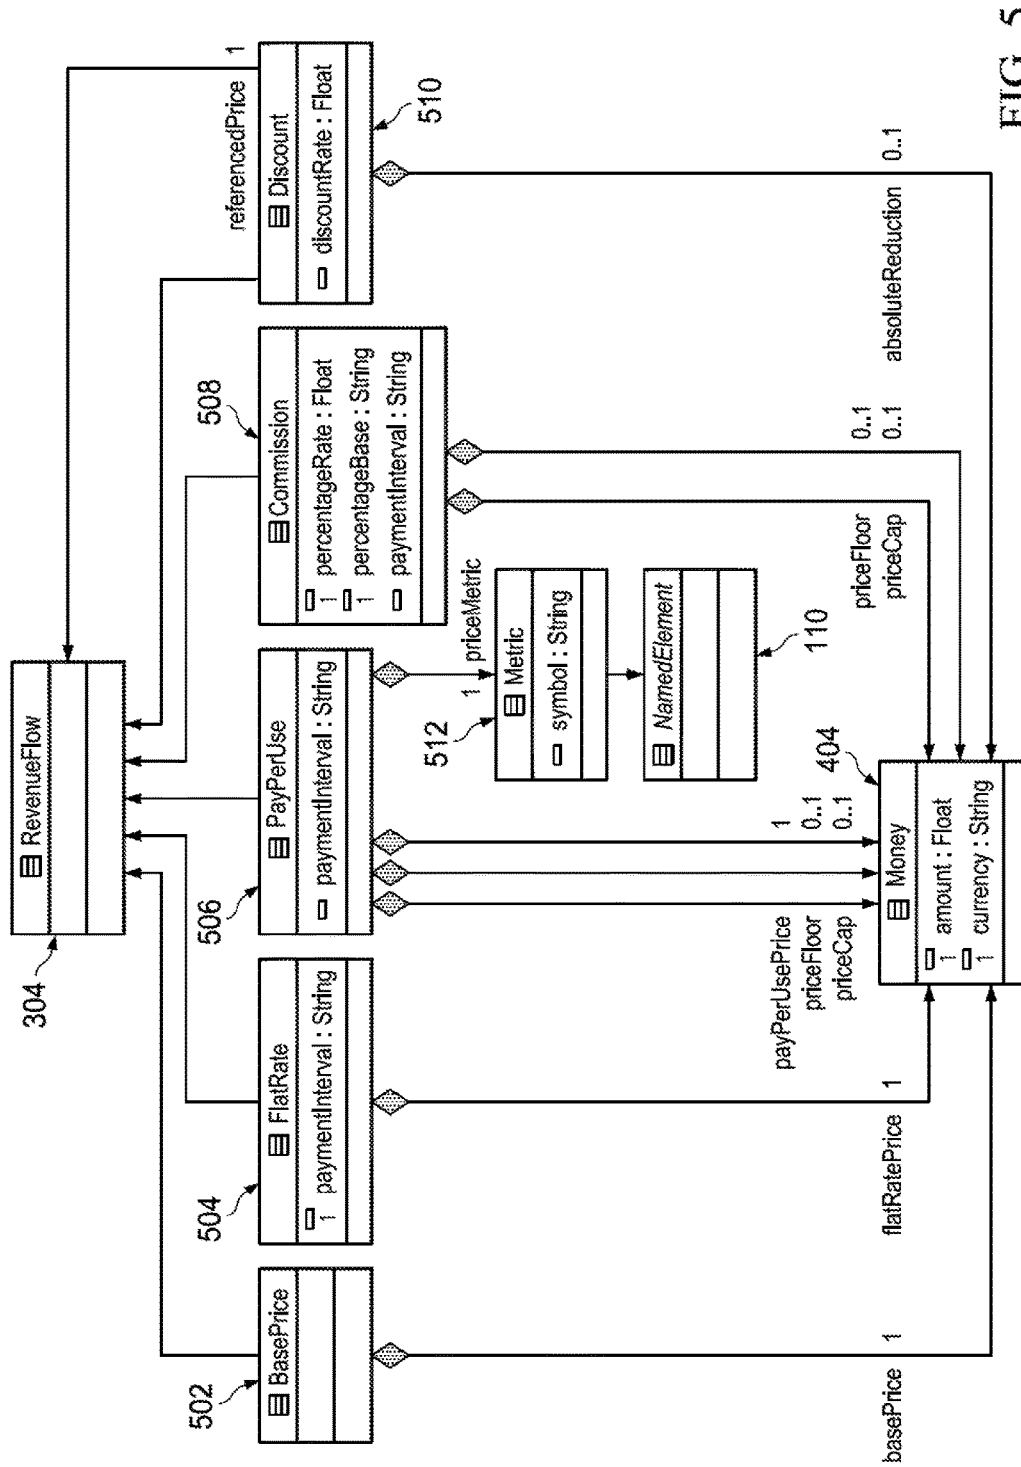 304
RevenueFlow
referencedPrice
1
502
BasePrice
504
FlatRate
1 paymentInterval : String
506
PayPerUse
paymentInterval : String
508
Commission
1 percentageRate : Float
1 percentageBase : String
paymentInterval : String
Discount
discountRate : Float
510
1
priceMetric
512
Metric
symbol : String
NamedElement
110
basePrice
1
flatRatePrice
1
payPerUsePrice
priceFloor
priceCap
1
0..1
0..1
priceFloor
priceCap
0..1
0..1
absoluteReduction
0..1
404
Money
1 amount : Float
1 currency : String
FIG. 5